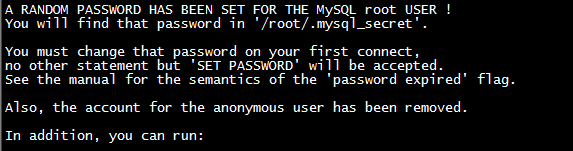 A RANDOM PASSWORD HAS BEEN SET FOR THE MySQL root USER !
You will find that password in '/root/.mysql_secret'.
You must change that password on your first connect,
no other statement but 'SET PASSWORD' will be accepted.
See the manual for the semantics of the 'password expired' flag.
Also, the account for the anonymous user has been removed.
In addition, you can run: